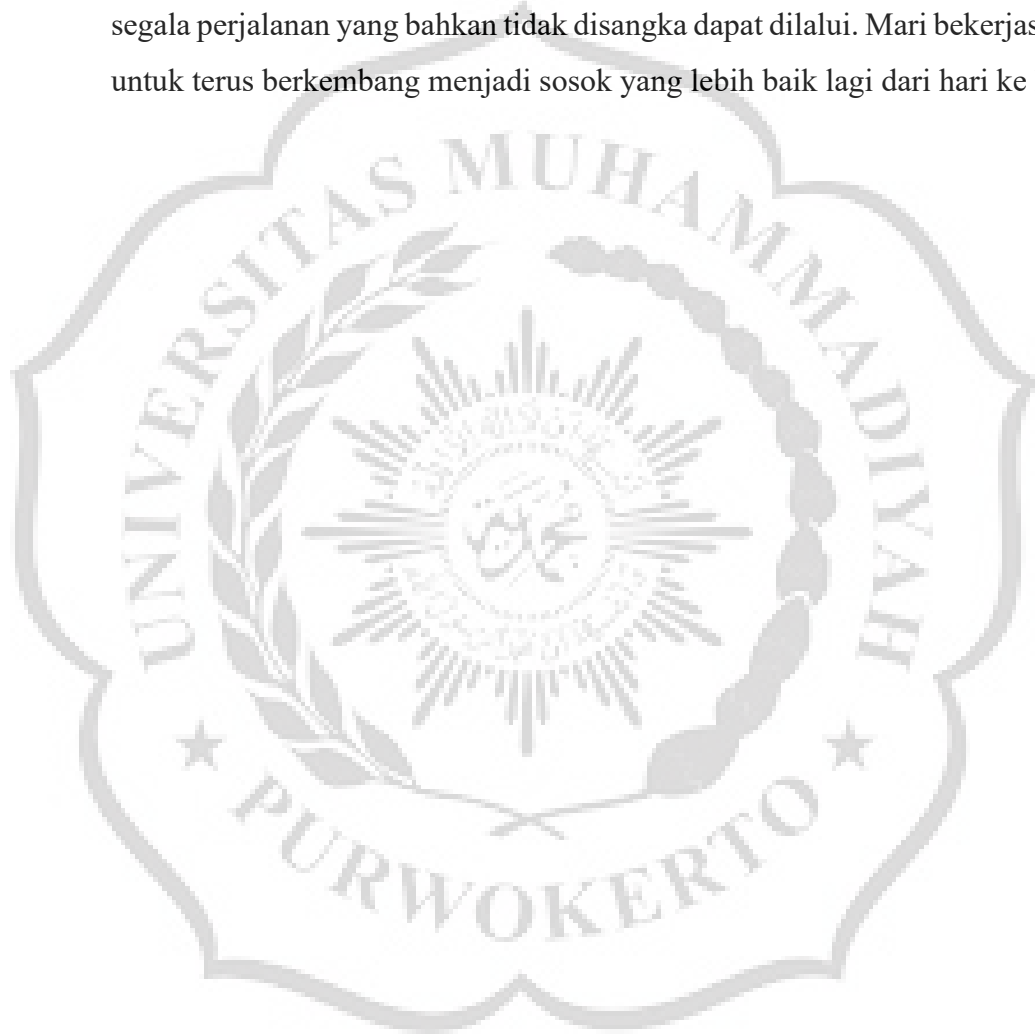 segala perjalanan yang bahkan tidak disangka dapat dilalui. Mari bekerjas
untuk terus berkembang menjadi sosok yang lebih baik lagi dari hari ke
UNIVERSITAS MUHAMMADIYAH
PURWOKERTO